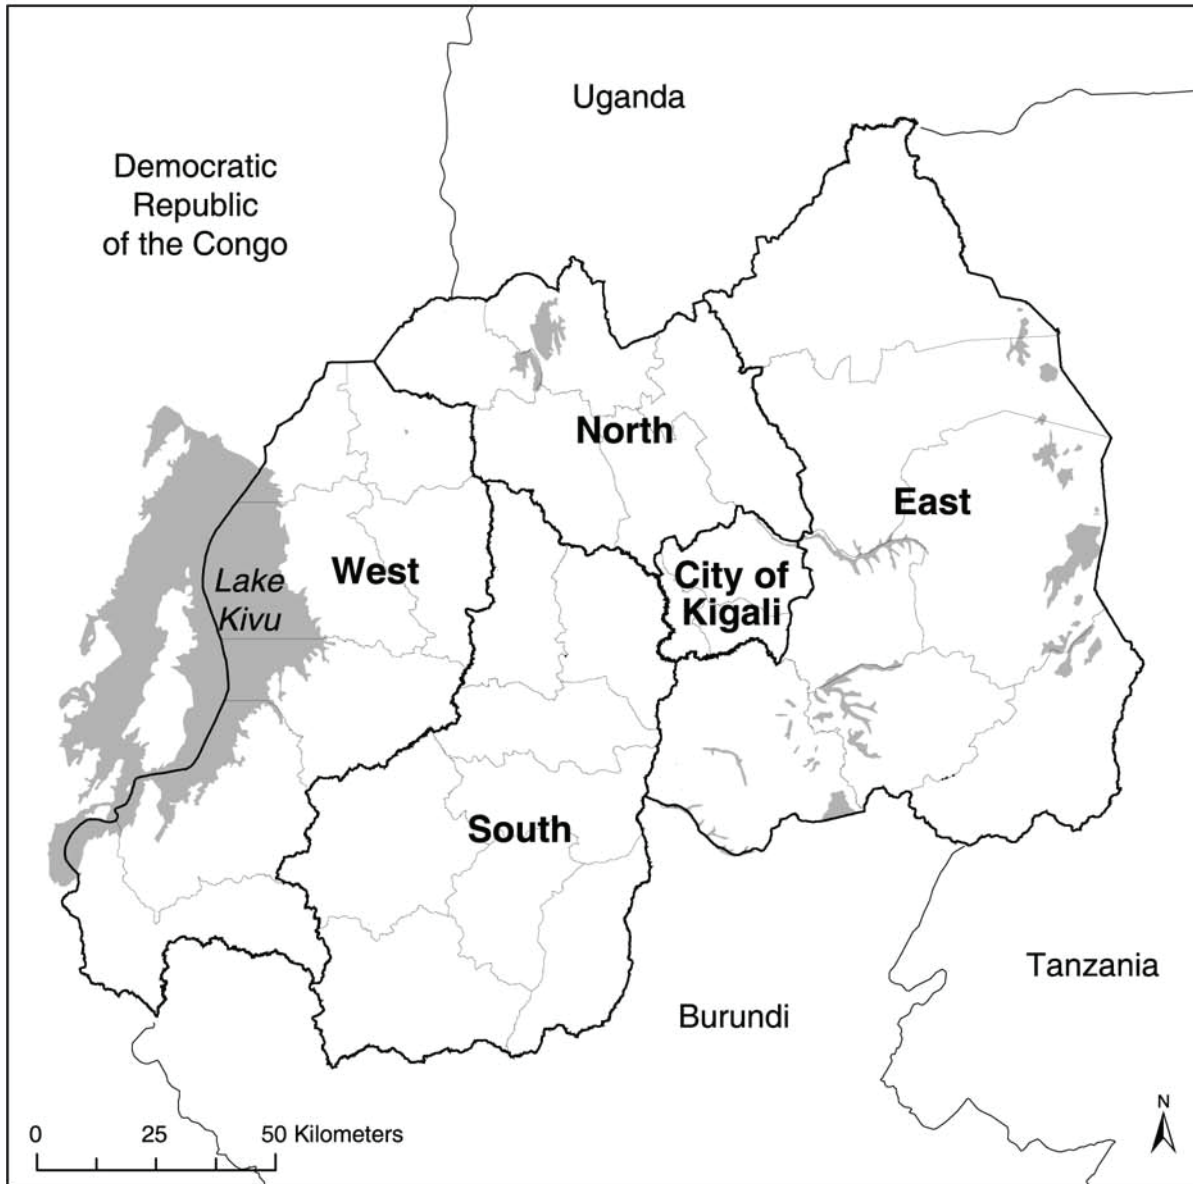 Uganda
Democratic
Republic
of the Congo
North
East
West
City of
Kigali
Lake
Kivu
South
Tanzania
Burundi
N
0 25 50 Kilometers